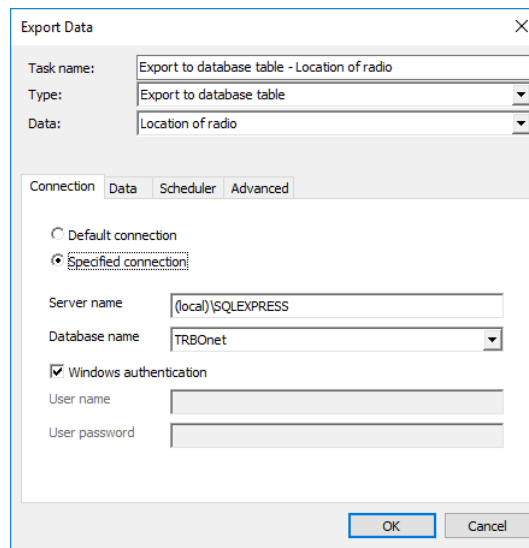 Export Data
Task name: Export to database table - Location of radio
Type: Export to database table
Data: Location of radio
Connection Data Scheduler Advanced
Default connection
Specified connection
Server name (local)\SQLEXPRESS
Database name TRBOnet
Windows authentication
User name
User password
OK Cancel